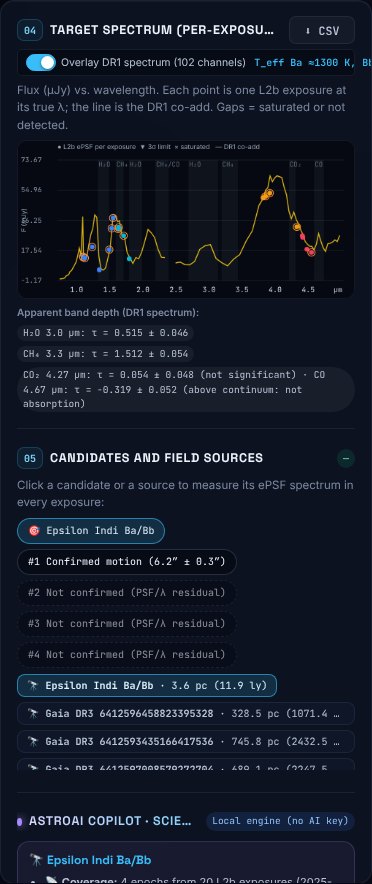 04 TARGET SPECTRUM (PER-EXPOSU… ⬇ CSV
Overlay DR1 spectrum (102 channels) T_eff Ba ≈1300 K, Bb
Flux (µJy) vs. wavelength. Each point is one L2b exposure at
its true λ; the line is the DR1 co-add. Gaps = saturated or not
detected.
● L2b ePSF per exposure ▼ 3σ limit × saturated — DR1 co-add
73.67
H₂O CH₄ H₂O CH₄/CO H₂O CH₄ CO₂ CO
56.96
17.54
-1.17
1.0 1.5 2.0 2.5 3.0 3.5 4.0 4.5 µm
Apparent band depth (DR1 spectrum):
H₂O 3.0 µm: τ = 0.515 ± 0.046
CH₄ 3.3 µm: τ = 1.512 ± 0.054
CO₂ 4.27 µm: τ = 0.054 ± 0.048 (not significant) · CO
4.67 µm: τ = -0.319 ± 0.052 (above continuum: not
absorption)
05 CANDIDATES AND FIELD SOURCES −
Click a candidate or a source to measure its ePSF spectrum in
every exposure:
🎯 Epsilon Indi Ba/Bb
#1 Confirmed motion (6.2″ ± 0.3″)
#2 Not confirmed (PSF/λ residual)
#3 Not confirmed (PSF/λ residual)
#4 Not confirmed (PSF/λ residual)
🔭 Epsilon Indi Ba/Bb · 3.6 pc (11.9 ly)
🔭 Gaia DR3 6412596458823395328 · 328.5 pc (1071.4 …
🔭 Gaia DR3 6412593435166417536 · 745.8 pc (2432.5 …
🔭 Gaia DR3
ASTROAI COPILOT · SCIE… Local engine (no AI key)
🔭 Epsilon Indi Ba/Bb
• 📡 Coverage: 4 epochs from 20 L2b exposures (2025-